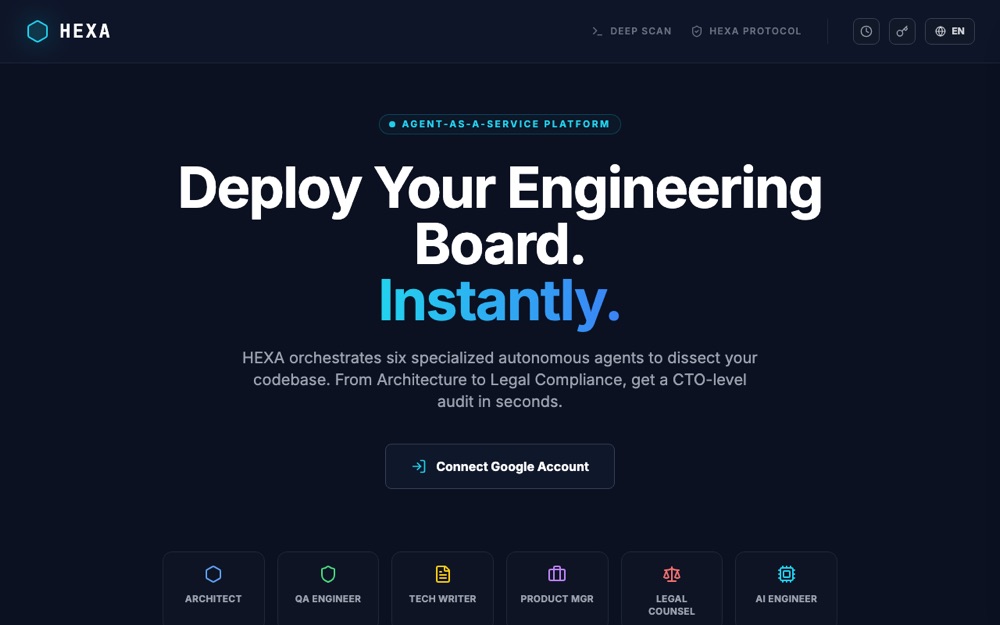 HEXA
DEEP SCAN
HEXA PROTOCOL
EN
AGENT-AS-A-SERVICE PLATFORM
Deploy Your Engineering
Board.
Instantly.
HEXA orchestrates six specialized autonomous agents to dissect your
codebase. From Architecture to Legal Compliance, get a CTO-level
audit in seconds.
Connect Google Account
ARCHITECT
QA ENGINEER
TECH WRITER
PRODUCT MGR
LEGAL
COUNSEL
AI ENGINEER